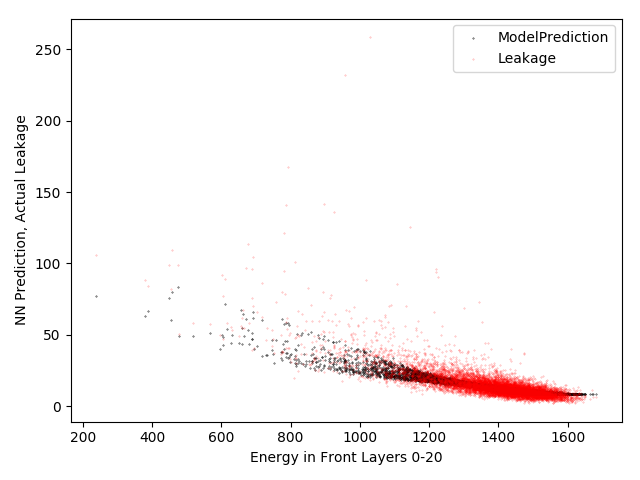 250
200
150
100
50
0
NN Prediction, Actual Leakage
ModelPrediction
Leakage
200 400 600 800 1000 1200 1400 1600
Energy in Front Layers 0-20